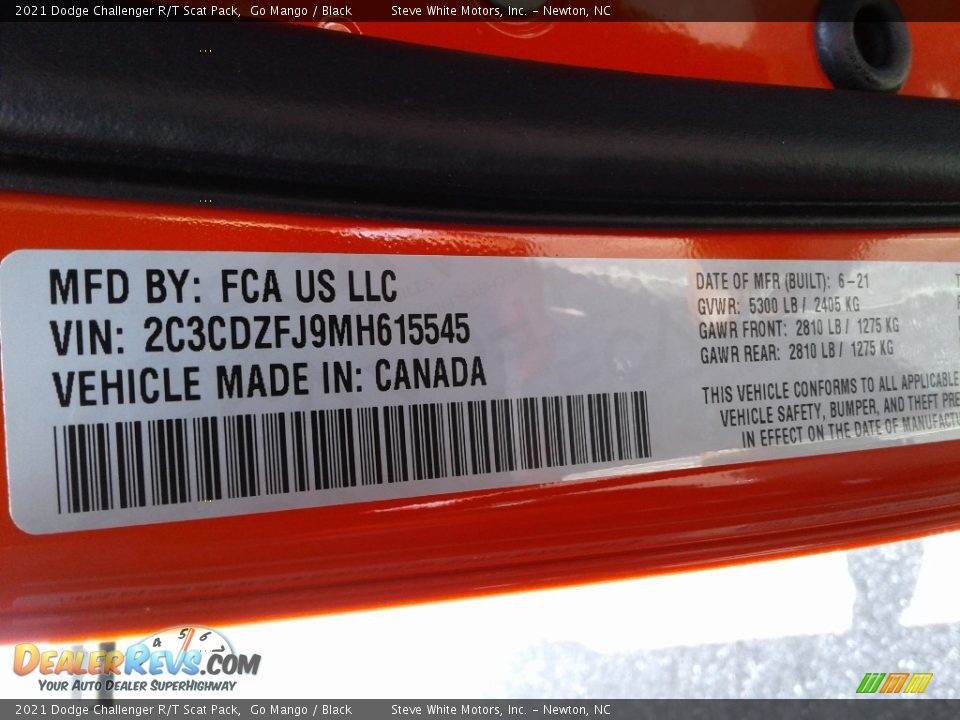 2021 Dodge Challenger R/T Scat Pack, Go Mango / Black Steve White Motors, Inc. – Newton, NC
MFD BY: FCA US LLC
VIN: 2C3CDZFJ9MH615545
VEHICLE MADE IN: CANADA
DATE OF MFR (BUILT): 6-21
GVWR: 5300 LB / 2405 KG
GAWR FRONT: 2810 LB / 1275 KG
GAWR REAR: 2810 LB / 1275 KG
THIS VEHICLE CONFORMS TO ALL APPLICABLE
VEHICLE SAFETY, BUMPER, AND THEFT PRE
IN EFFECT ON THE DATE OF MANUFACT
4 5 6
DealerRevs.com
Your Auto Dealer SuperHighway
2021 Dodge Challenger R/T Scat Pack, Go Mango / Black Steve White Motors, Inc. – Newton, NC